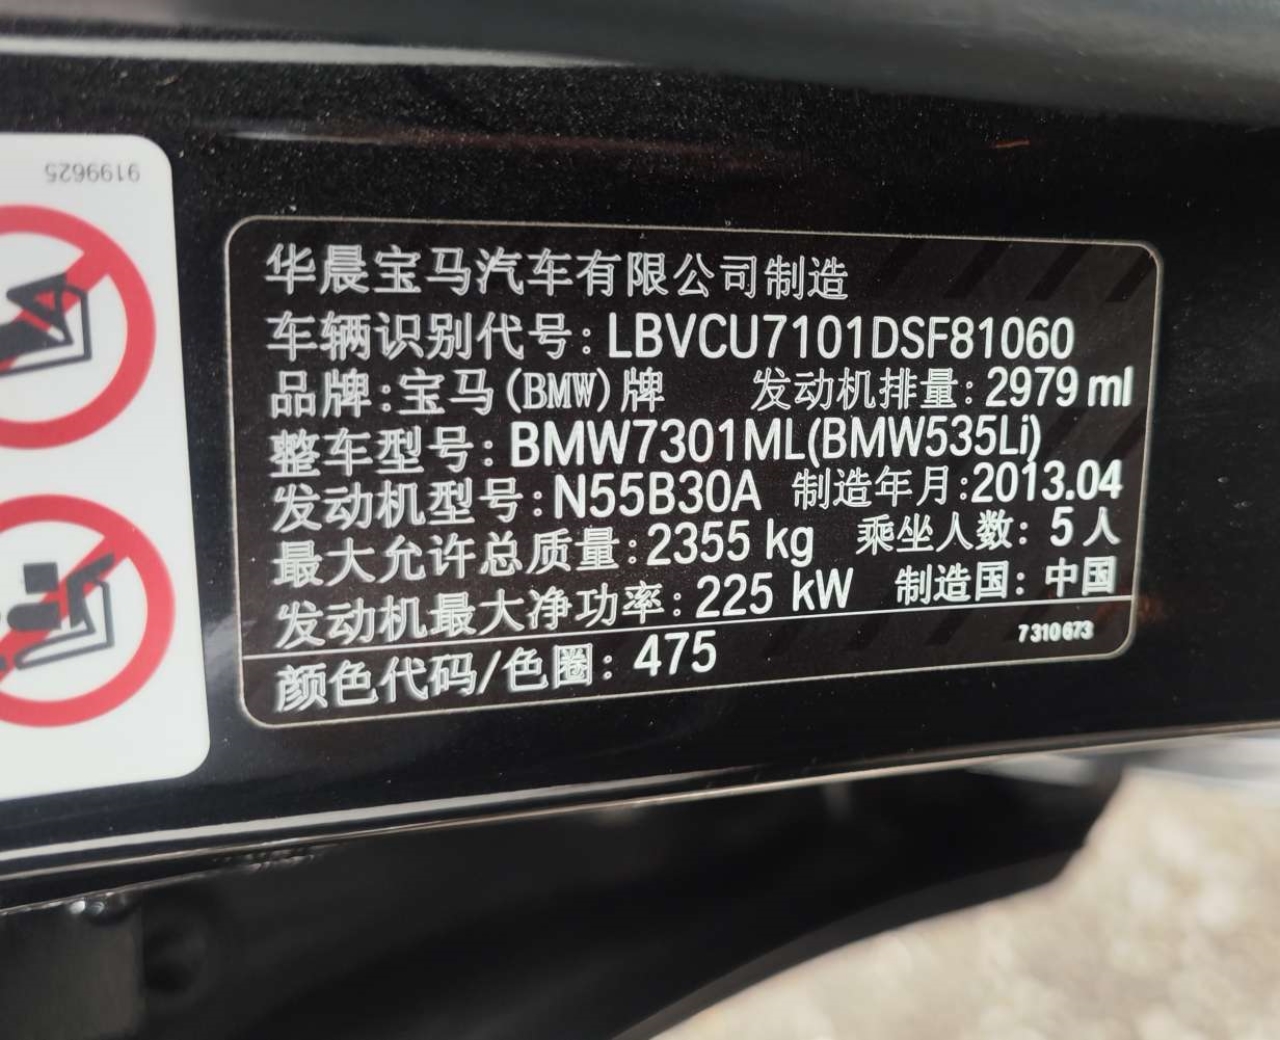 9199625
华晨宝马汽车有限公司制造
车辆识别代号: LBVCU7101DSF81060
品牌:宝马(BMW)牌 发动机排量: 2979 ml
整车型号: BMW7301ML(BMW535Li)
发动机型号: N55B30A 制造年月:2013.04
最大允许总质量:2355 kg 乘坐人数: 5人
发动机最大净功率: 225 kW 制造国: 中国
7310673
颜色代码/色圈: 475